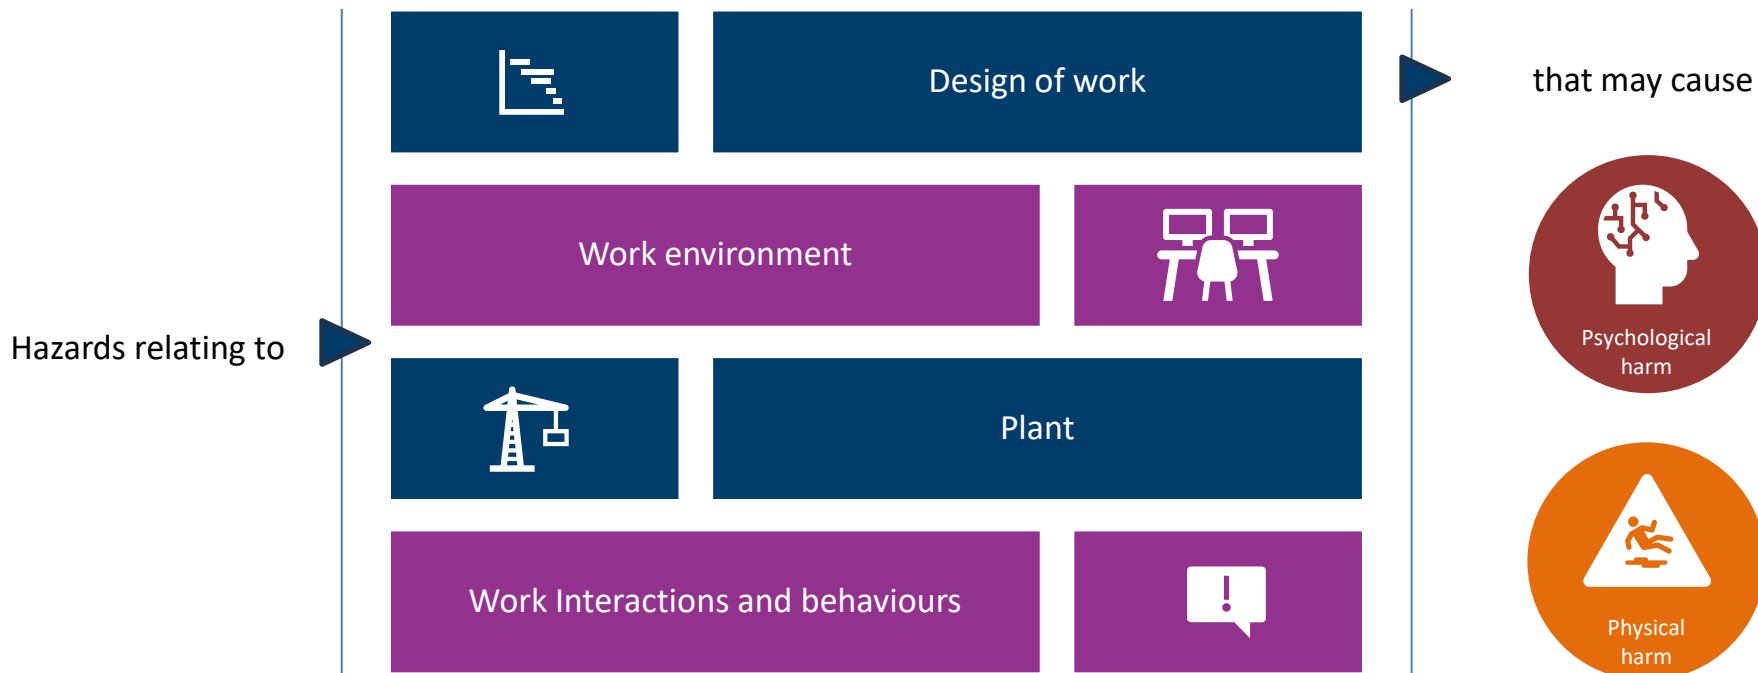 Hazards relating to
Design of work
Work environment
Plant
Work Interactions and behaviours
!
that may cause
Psychological
harm
Physical
harm